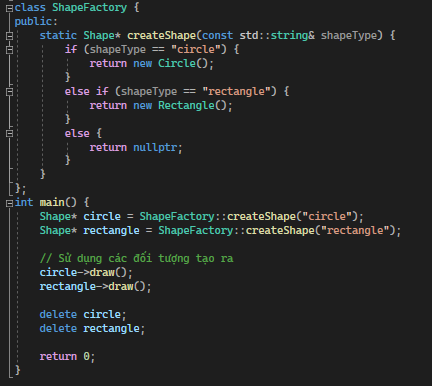 class ShapeFactory {
public:
    static Shape* createShape(const std::string& shapeType) {
        if (shapeType == "circle") {
            return new Circle();
        }
        else if (shapeType == "rectangle") {
            return new Rectangle();
        }
        else {
            return nullptr;
        }
    }
};
int main() {
    Shape* circle = ShapeFactory::createShape("circle");
    Shape* rectangle = ShapeFactory::createShape("rectangle");

    // Sử dụng các đối tượng tạo ra
    circle->draw();
    rectangle->draw();

    delete circle;
    delete rectangle;

    return 0;
}